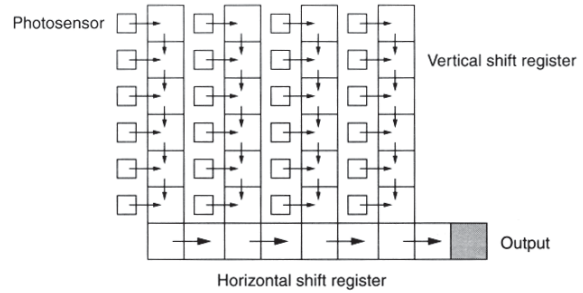 Photosensor
Vertical shift register
Output
Horizontal shift register